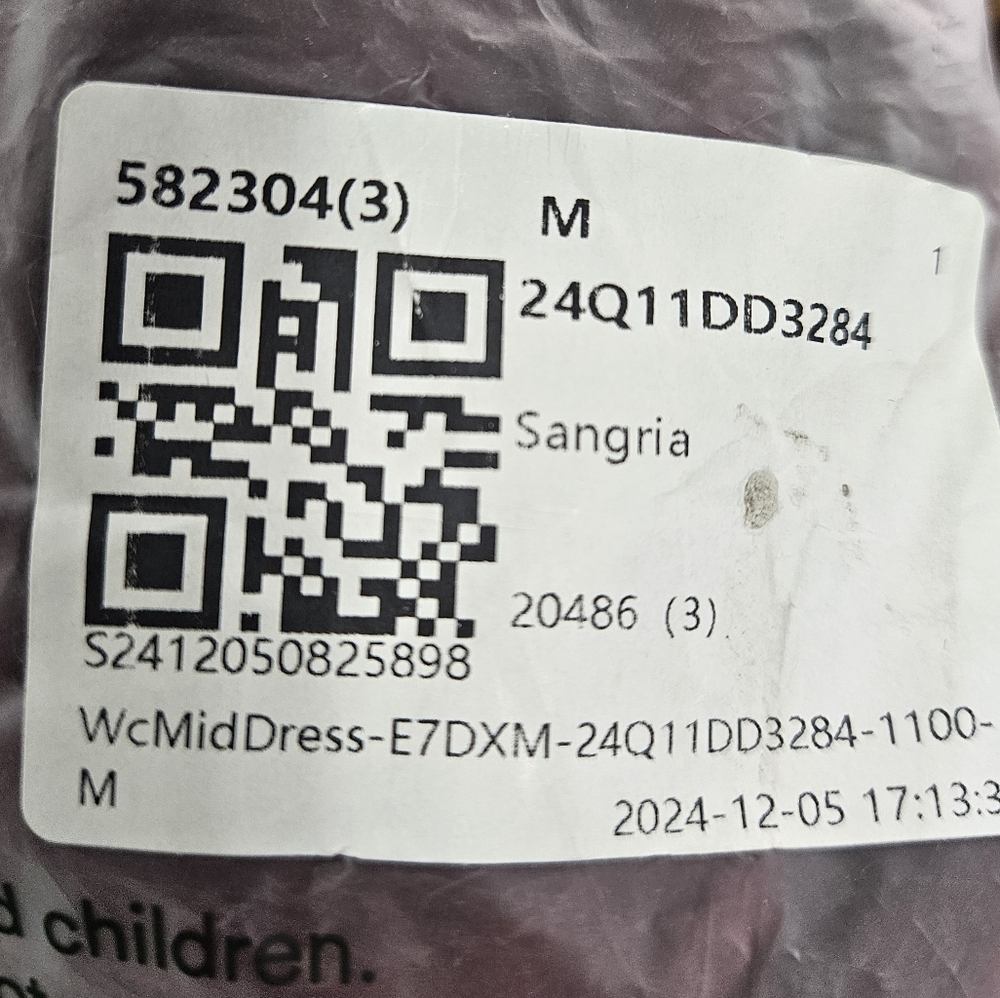 582304(3) M
1
24Q11DD3284
Sangria
20486 (3)
S2412050825898
WcMidDress-E7DXM-24Q11DD3284-1100-
M
2024-12-05 17:13:3
children.